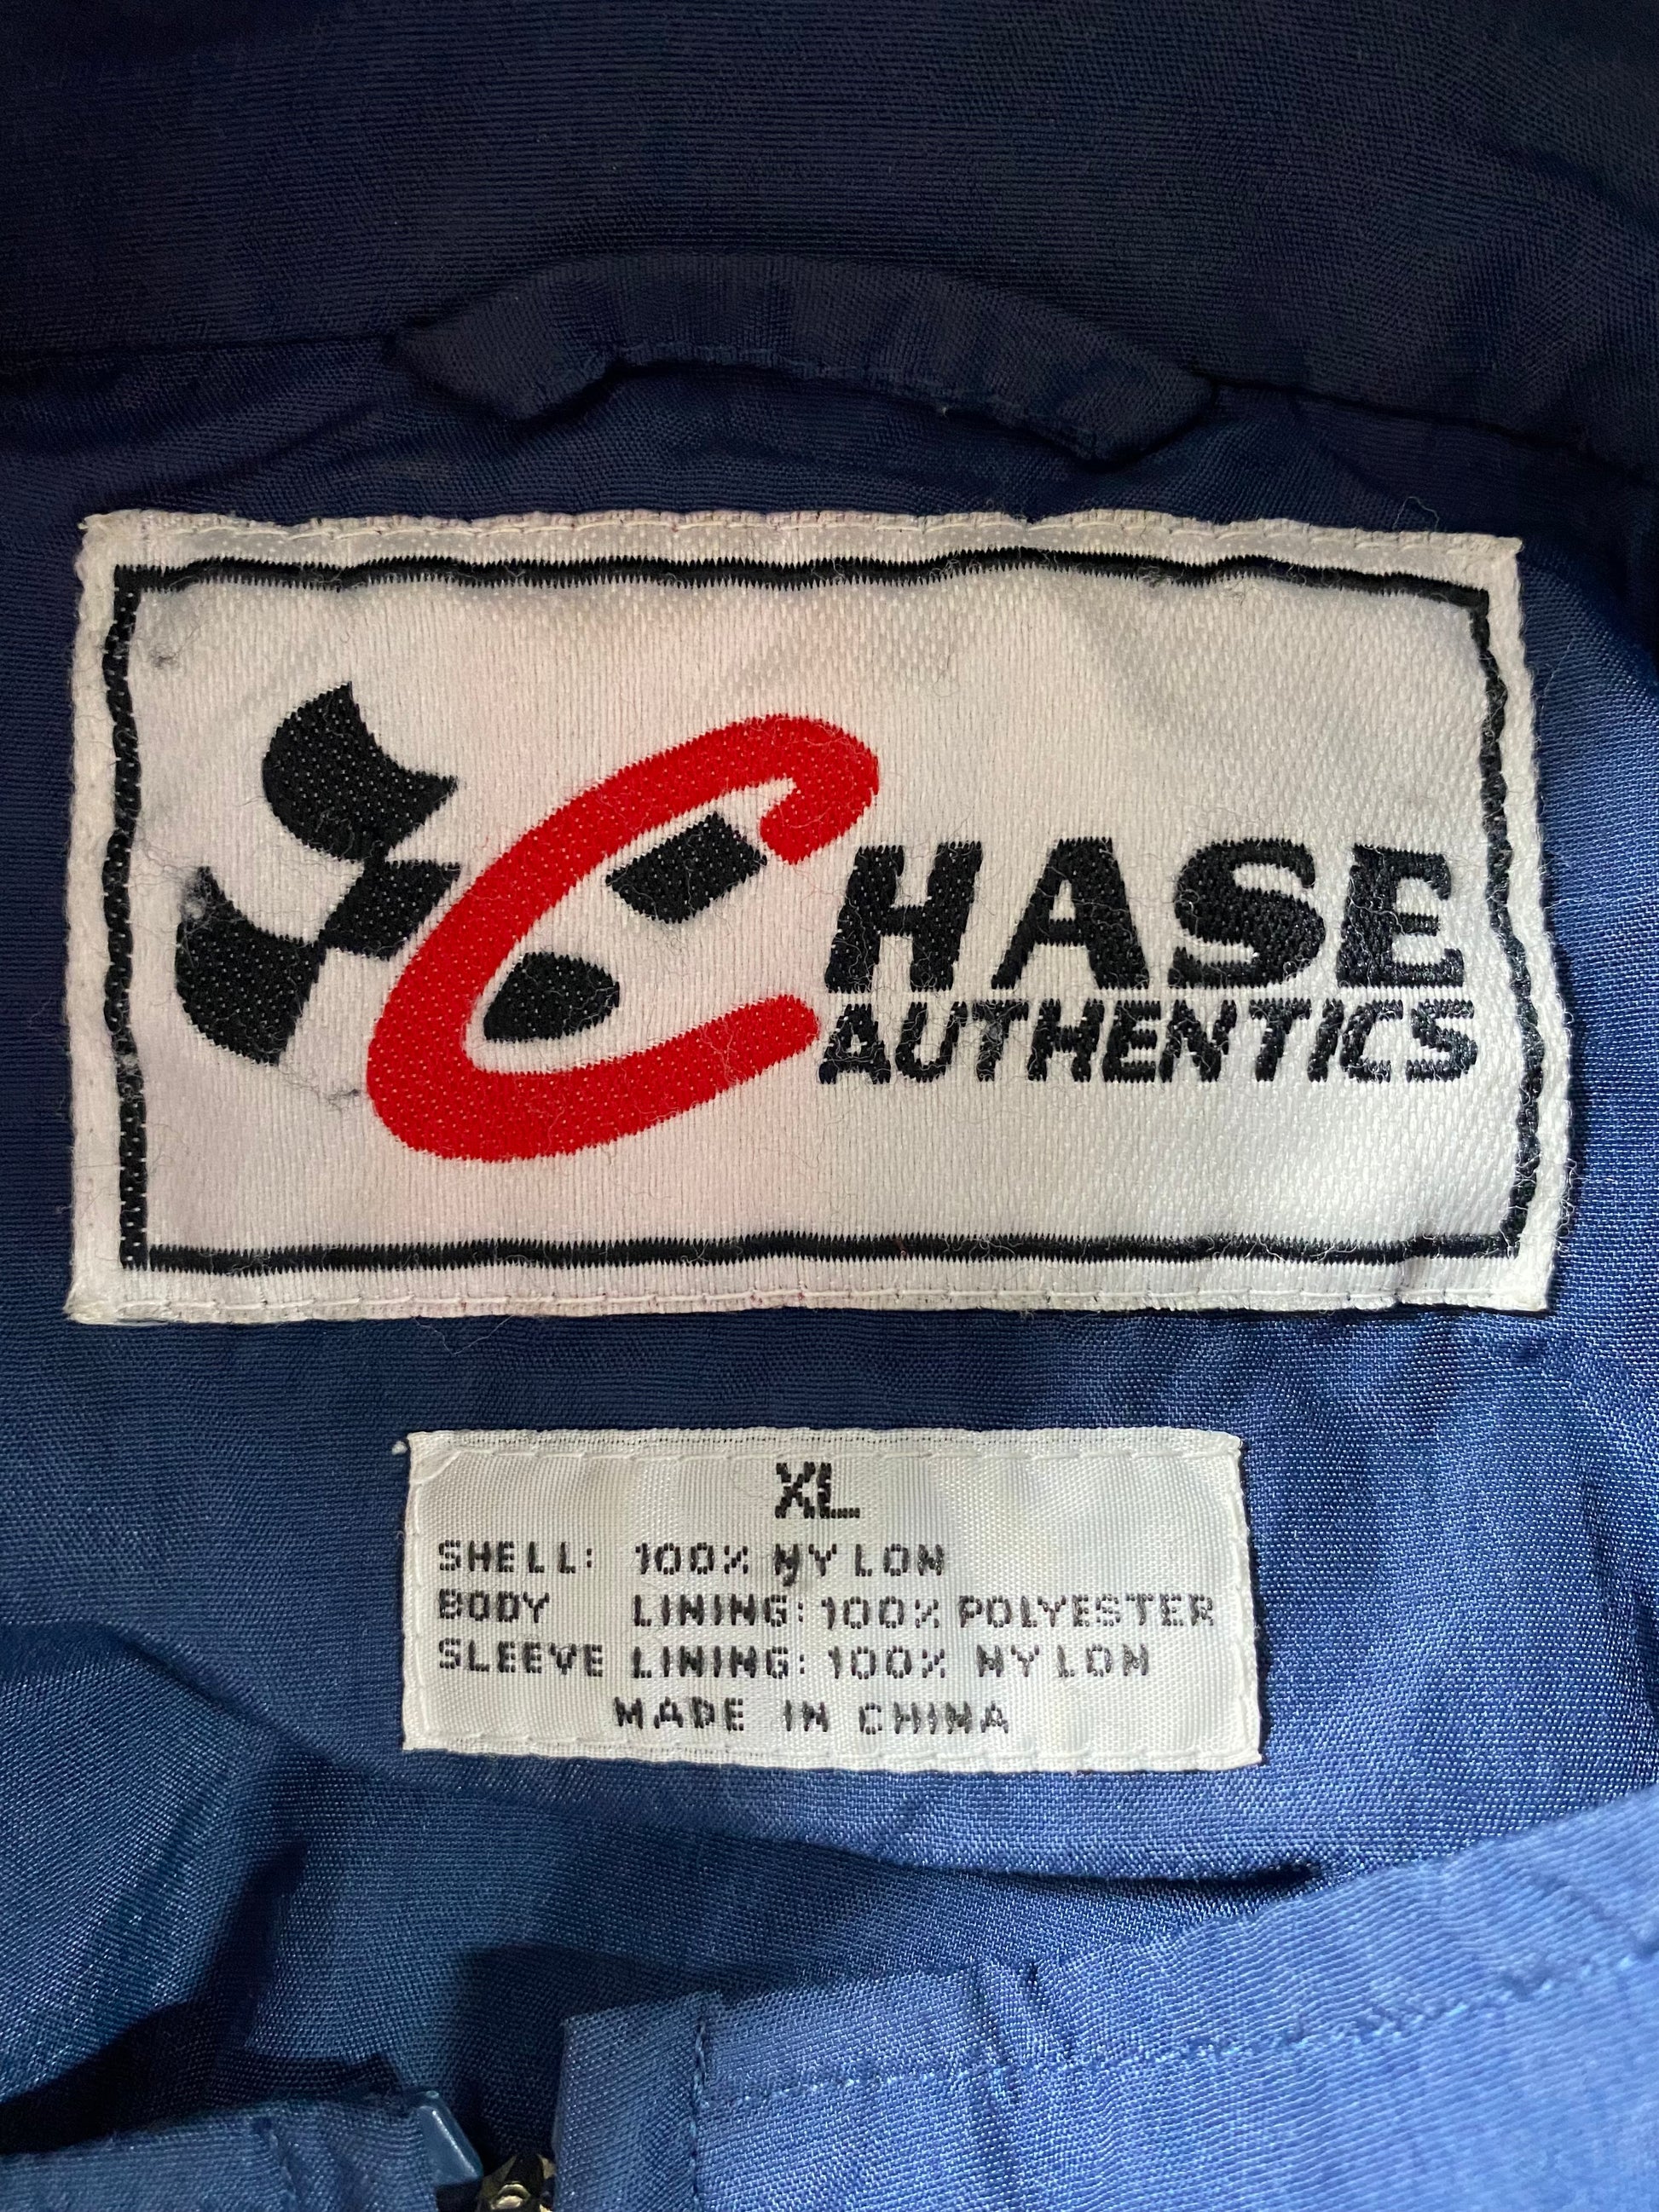 CHASE
AUTHENTICS
XL
SHELL: 100% NYLON
BODY LINING: 100% POLYESTER
SLEEVE LINING: 100% NYLON
MADE IN CHINA